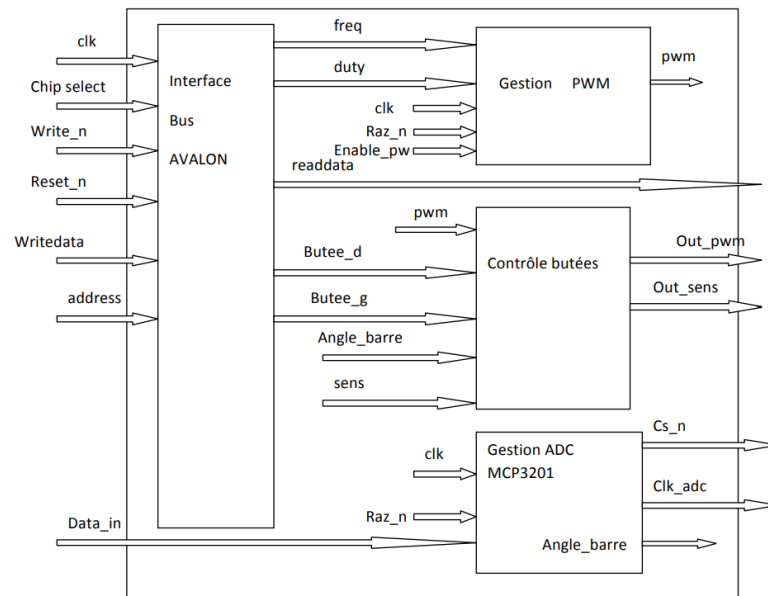 clk
Chip select
Write_n
Reset_n
Writedata
address
Data_in
Interface
Bus
AVALON
freq
duty
clk
Raz_n
Enable_pw
readdata
Gestion PWM
pwm
pwm
Butee_d
Butee_g
Angle_barre
sens
Contrôle butées
Out_pwm
Out_sens
clk
Raz_n
Gestion ADC
MCP3201
Angle_barre
Cs_n
Clk_adc